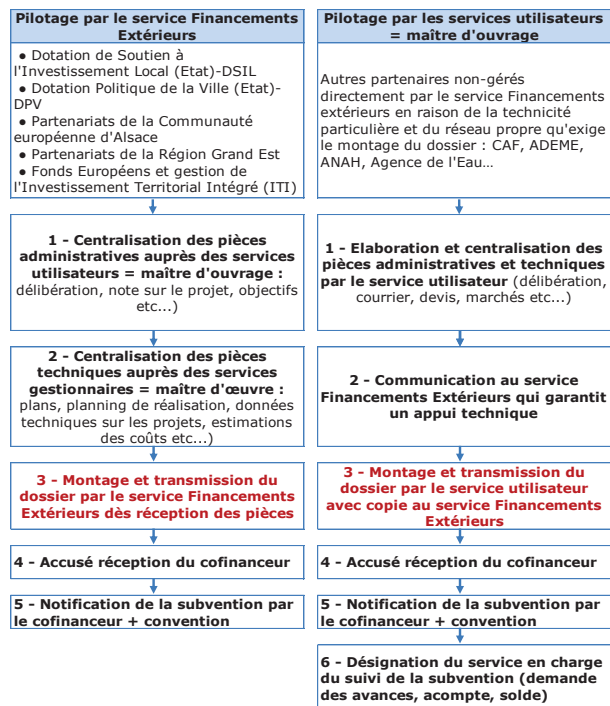 Pilotage par le service Financements
Extérieurs
● Dotation de Soutien à
l'Investissement Local (Etat)-DSIL
● Dotation Politique de la Ville (Etat)-
DPV
● Partenariats de la Communauté
européenne d'Alsace
● Partenariats de la Région Grand Est
● Fonds Européens et gestion de
l'Investissement Territorial Intégré (ITI)
1 - Centralisation des pièces
administratives auprès des services
utilisateurs = maître d'ouvrage :
délibération, note sur le projet, objectifs
etc...)
2 - Centralisation des pièces
techniques auprès des services
gestionnaires = maître d'œuvre :
plans, planning de réalisation, données
techniques sur les projets, estimations
des coûts etc...)
3 - Montage et transmission du
dossier par le service Financements
Extérieurs dès réception des pièces
4 - Accusé réception du cofinanceur
5 - Notification de la subvention par
le cofinanceur + convention
Pilotage par les services utilisateurs
= maître d'ouvrage
Autres partenaires non-gérés
directement par le service Financements
extérieurs en raison de la technicité
particulière et du réseau propre qu'exige
le montage du dossier : CAF, ADEME,
ANAH, Agence de l'Eau…
1 - Elaboration et centralisation des
pièces administratives et techniques
par le service utilisateur (délibération,
courrier, devis, marchés etc...)
2 - Communication au service
Financements Extérieurs qui garantit
un appui technique
3 - Montage et transmission du
dossier par le service utilisateur
avec copie au service Financements
Extérieurs
4 - Accusé réception du cofinanceur
5 - Notification de la subvention par
le cofinanceur + convention
6 - Désignation du service en charge
du suivi de la subvention (demande
des avances, acompte, solde)